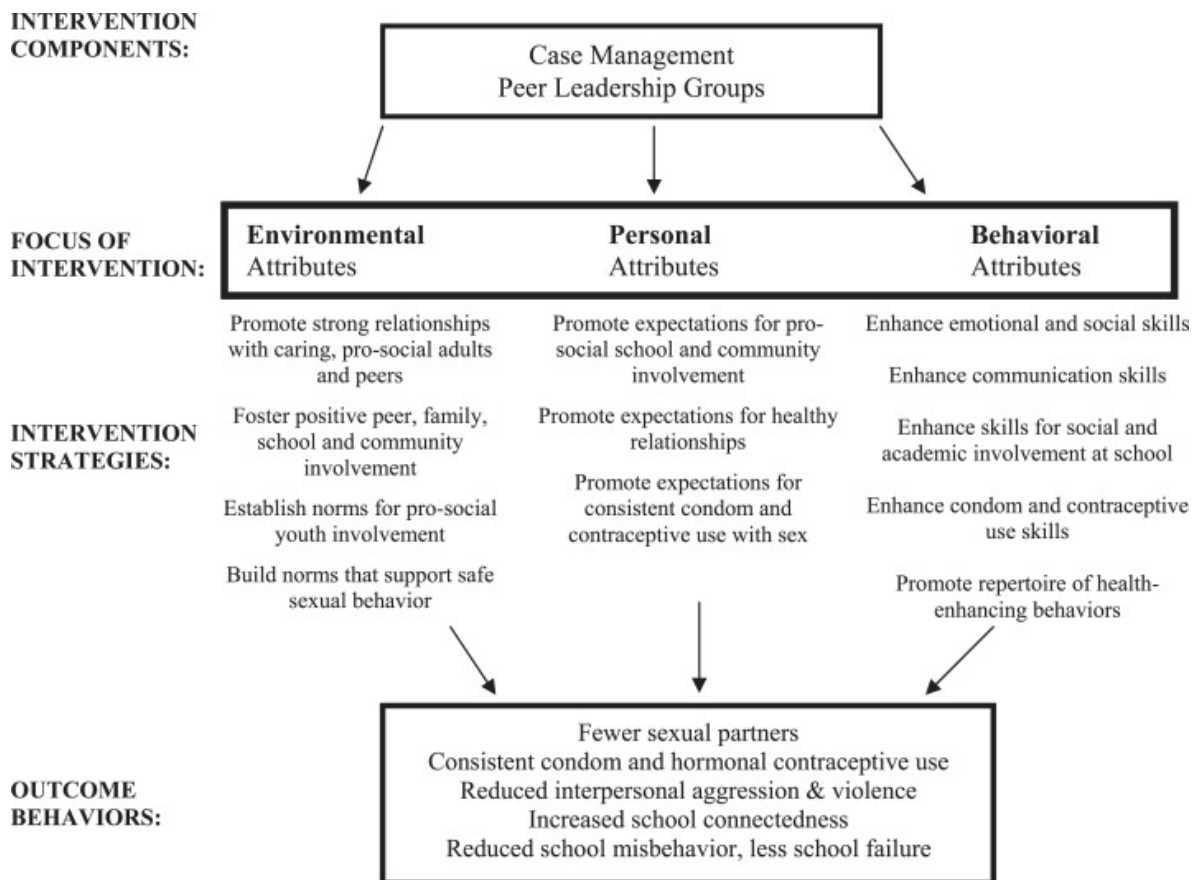 INTERVENTION
COMPONENTS:
Case Management
Peer Leadership Groups
FOCUS OF
INTERVENTION:
Environmental
Attributes
Personal
Attributes
Behavioral
Attributes
INTERVENTION
STRATEGIES:
Promote strong relationships
with caring, pro-social adults
and peers
Foster positive peer, family,
school and community
involvement
Establish norms for pro-social
youth involvement
Build norms that support safe
sexual behavior
Promote expectations for pro-
social school and community
involvement
Promote expectations for healthy
relationships
Promote expectations for
consistent condom and
contraceptive use with sex
Enhance emotional and social skills
Enhance communication skills
Enhance skills for social and
academic involvement at school
Enhance condom and contraceptive
use skills
Promote repertoire of health-
enhancing behaviors
OUTCOME
BEHAVIORS:
Fewer sexual partners
Consistent condom and hormonal contraceptive use
Reduced interpersonal aggression & violence
Increased school connectedness
Reduced school misbehavior, less school failure